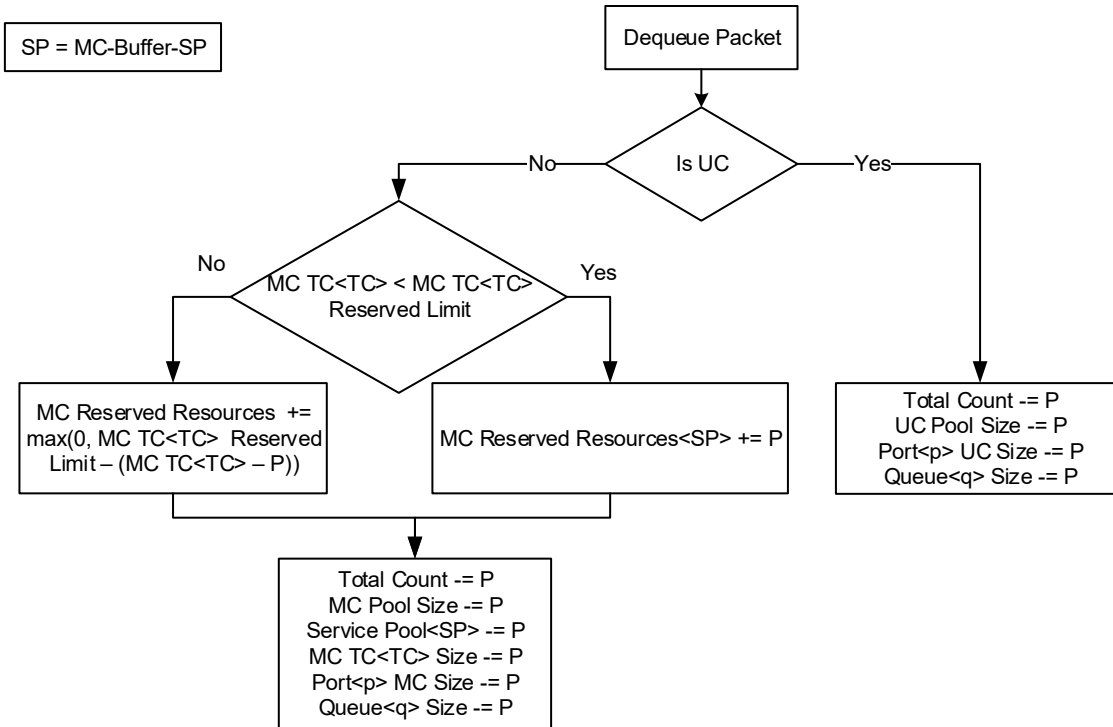 SP = MC-Buffer-SP
Dequeue Packet
Is UC
No
Yes
MC TC<TC> < MC TC<TC>
Reserved Limit
No
Yes
MC Reserved Resources +=
max(0, MC TC<TC> Reserved
Limit – (MC TC<TC> – P))
MC Reserved Resources<SP> += P
Total Count -= P
UC Pool Size -= P
Port<p> UC Size -= P
Queue<q> Size -= P
Total Count -= P
MC Pool Size -= P
Service Pool<SP> -= P
MC TC<TC> Size -= P
Port<p> MC Size -= P
Queue<q> Size -= P